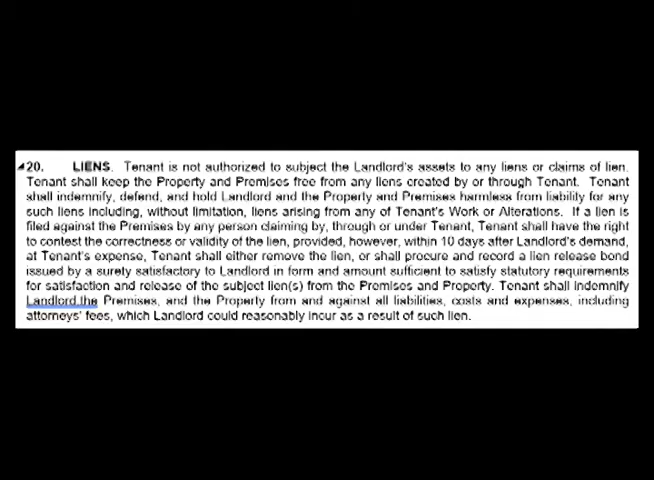 20. LIENS. Tenant is not authorized to subject the Landlord's assets to any liens or claims of lien.
Tenant shall keep the Property and Premises free from any liens created by or through Tenant. Tenant
shall indemnify, defend, and hold Landlord and the Property and Premises harmless from liability for any
such liens including, without limitation, liens arising from any of Tenant's Work or Alterations. If a lien is
filed against the Premises by any person claiming by, through or under Tenant, Tenant shall have the right
to contest the correctness or validity of the lien, provided, however, within 10 days after Landlord's demand,
at Tenant's expense, Tenant shall either remove the lien, or shall procure and record a lien release bond
issued by a surety satisfactory to Landlord in form and amount sufficient to satisfy statutory requirements
for satisfaction and release of the subject lien(s) from the Premises and Property. Tenant shall indemnify
Landlord the Premises, and the Property from and against all liabilities, costs and expenses, including
attorneys' fees, which Landlord could reasonably incur as a result of such lien.